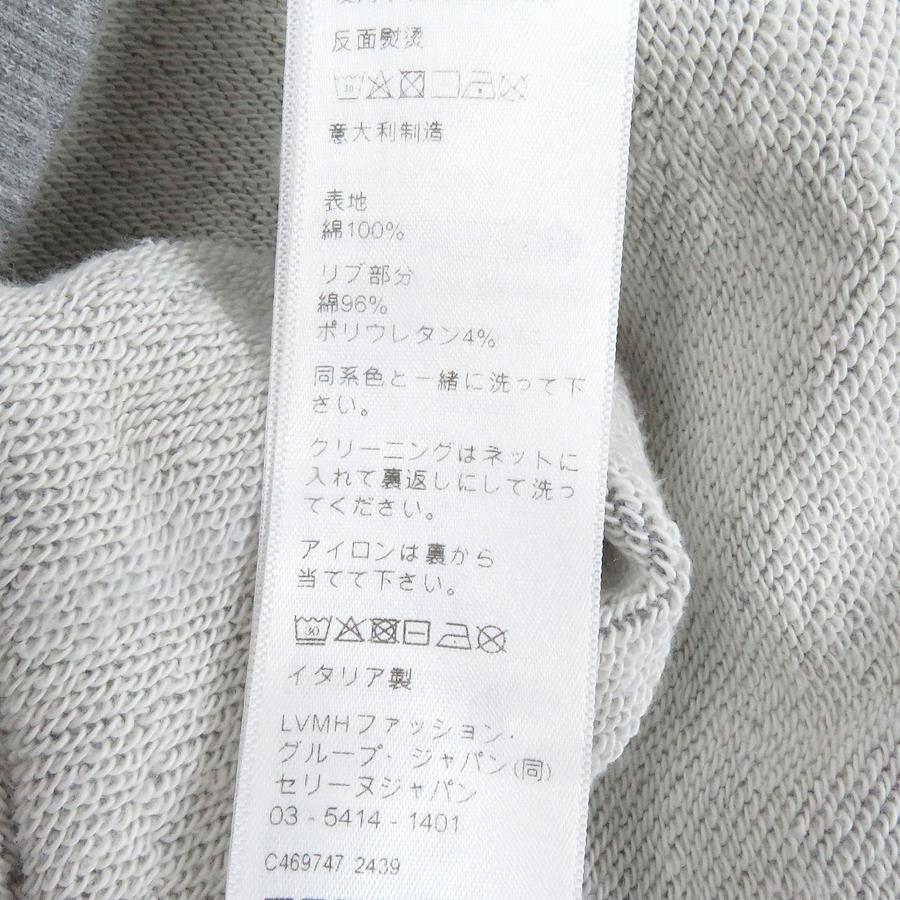 反面熨烫
意大利制造
表地
綿100%
リブ部分
綿96%
ポリウレタン4%
同系色と一緒に洗って下
さい。
クリーニングはネットに
入れて裏返しにして洗っ
てください。
アイロンは裏から
当てて下さい。
30
イタリア製
LVMHファッション・
グループ・ジャパン(同)
セリーヌジャパン
03 - 5414 - 1401
C469747 2439